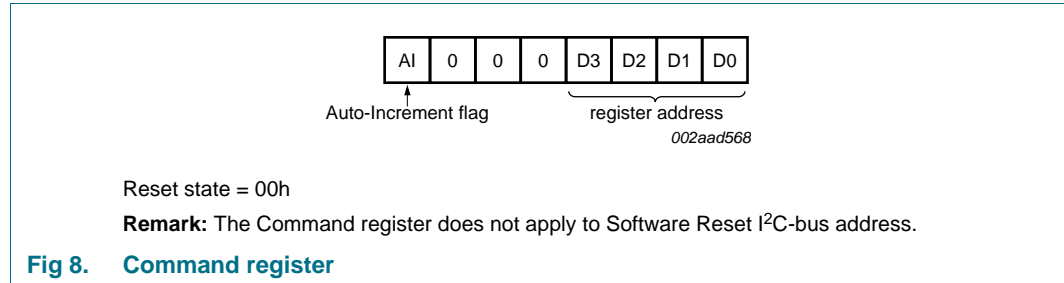 AI 0 0 0 D3 D2 D1 D0
Auto-Increment flag register address
002aad568
Reset state = 00h
Remark: The Command register does not apply to Software Reset I²C-bus address.
Fig 8. Command register